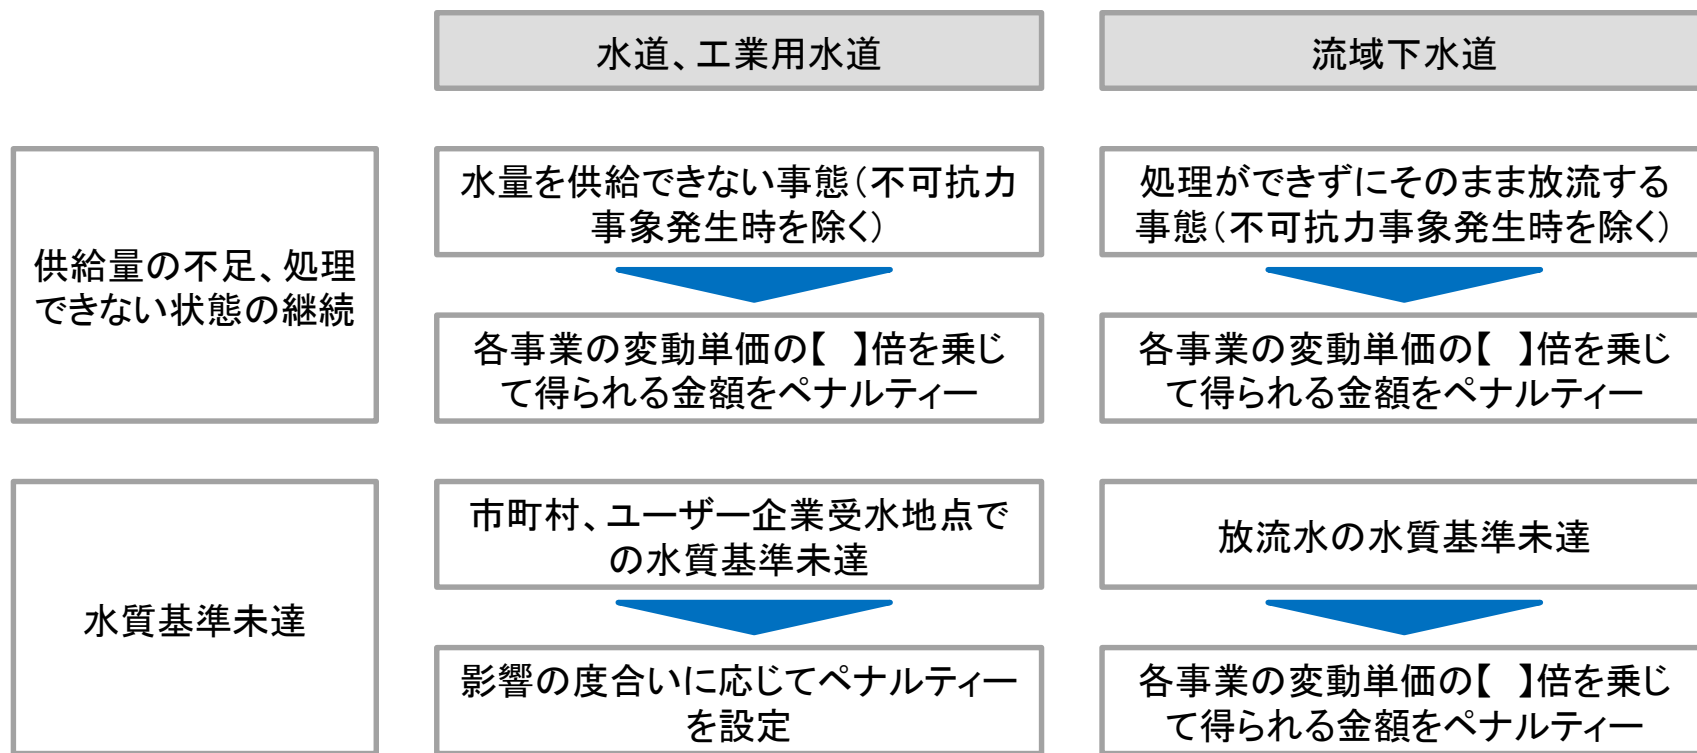 水道、工業用水道
流域下水道
供給量の不足、処理
できない状態の継続
水量を供給できない事態(不可抗力
事象発生時を除く)
処理ができずにそのまま放流する
事態(不可抗力事象発生時を除く)
各事業の変動単価の【　】倍を乗じ
て得られる金額をペナルティー
各事業の変動単価の【　】倍を乗じ
て得られる金額をペナルティー
水質基準未達
市町村、ユーザー企業受水地点で
の水質基準未達
放流水の水質基準未達
影響の度合いに応じてペナルティー
を設定
各事業の変動単価の【　】倍を乗じ
て得られる金額をペナルティー